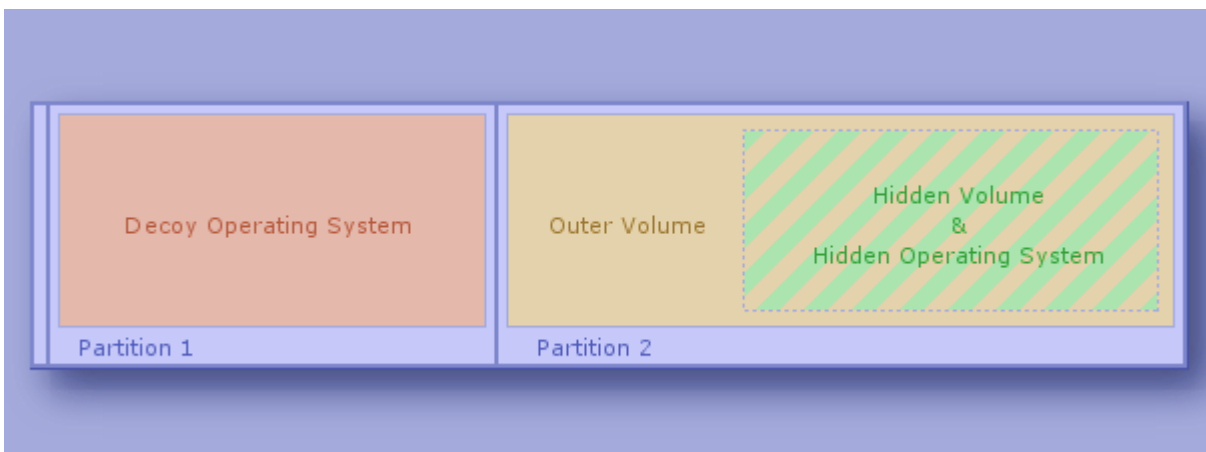 Decoy Operating System
Outer Volume
Hidden Volume
&
Hidden Operating System
Partition 1
Partition 2